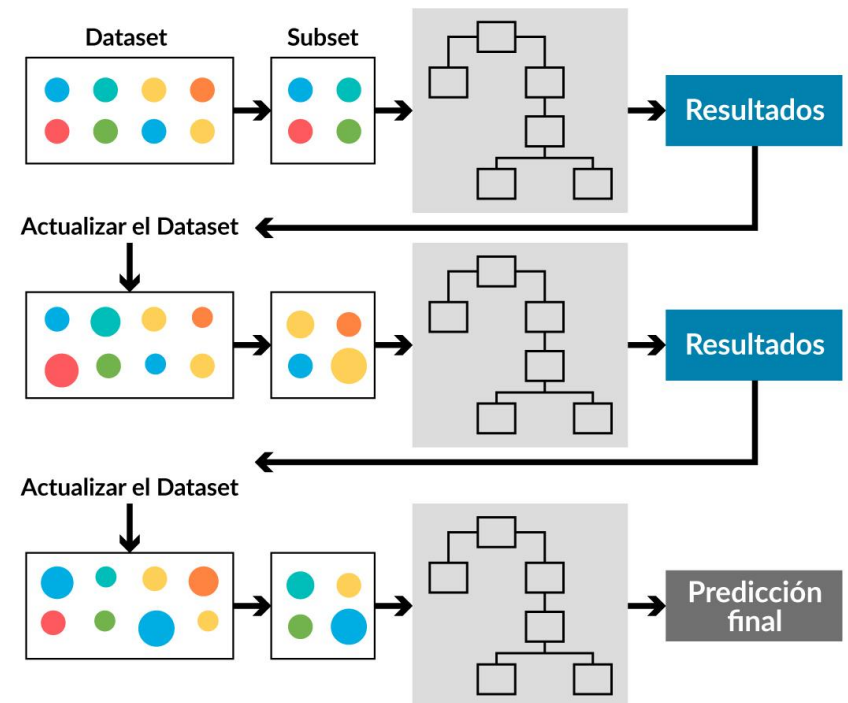 Dataset
Subset
Resultados
Actualizar el Dataset
Resultados
Actualizar el Dataset
Predicción
final